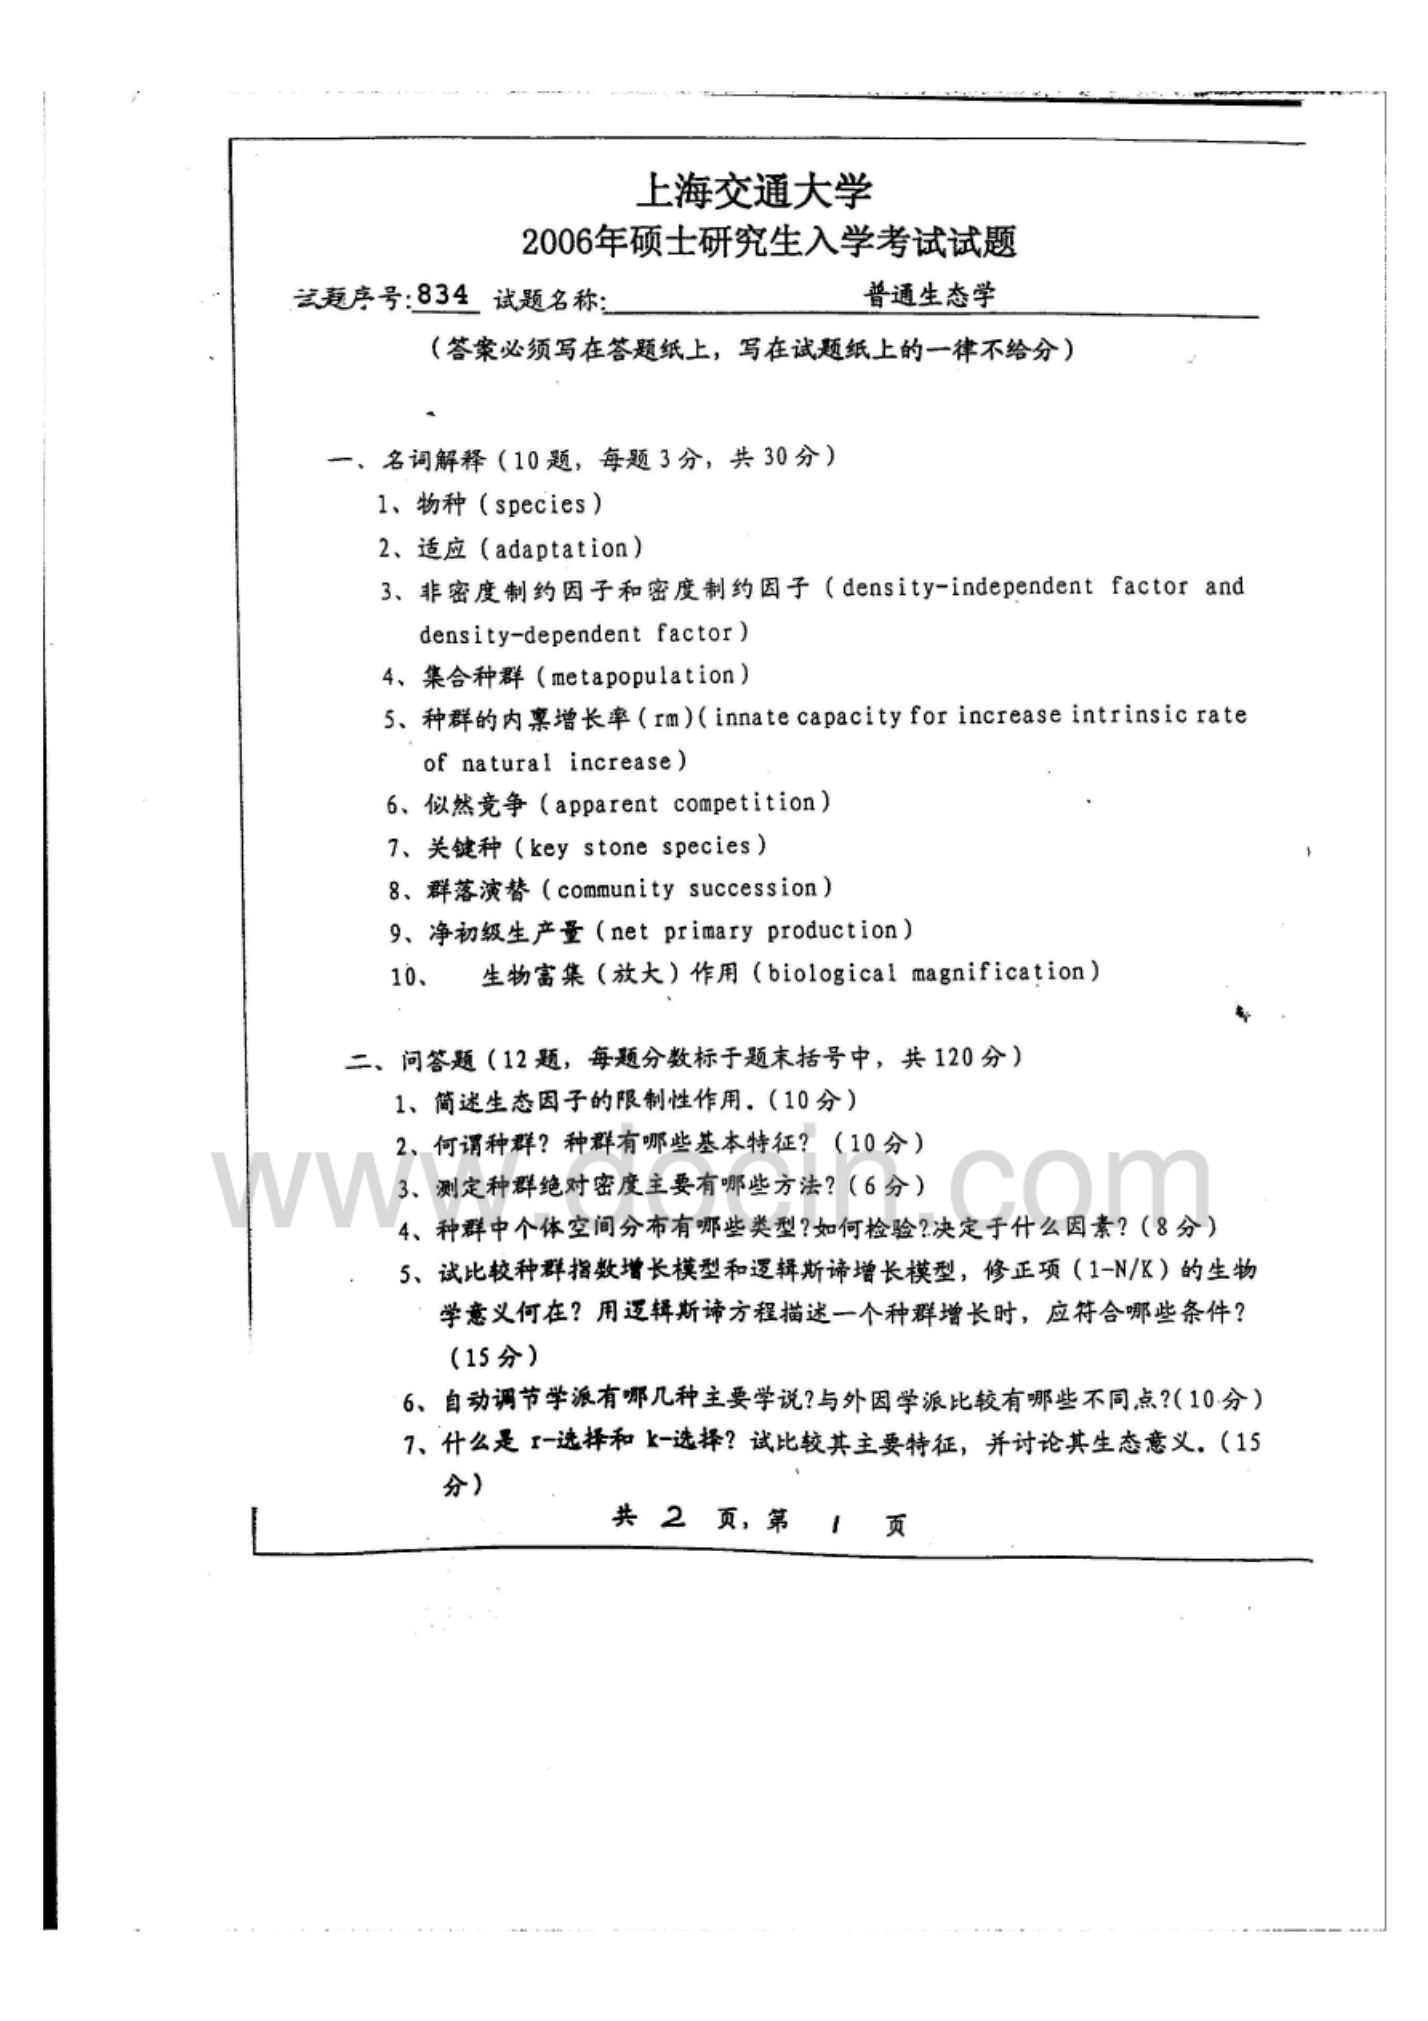 上海交通大学
2006年硕士研究生入学考试试题
试题序号:834 试题名称: 普通生态学
(答案必须写在答题纸上，写在试题纸上的一律不给分)
一、名词解释(10题，每题3分，共30分)
1、物种(species)
2、适应(adaptation)
3、非密度制约因子和密度制约因子(density-independent factor and
density-dependent factor)
4、集合种群(metapopulation)
5、种群的内禀增长率(rm)(innate capacity for increase intrinsic rate
of natural increase)
6、似然竞争(apparent competition)
7、关键种(key stone species)
8、群落演替(community succession)
9、净初级生产量(net primary production)
10、 生物富集(放大)作用(biological magnification)
二、问答题(12题，每题分数标于题末括号中，共120分)
1、简述生态因子的限制性作用.(10分)
2、何谓种群? 种群有哪些基本特征? (10分)
www.docin.com
3、测定种群绝对密度主要有哪些方法?(6分)
4、种群中个体空间分布有哪些类型?如何检验?决定于什么因素?(8分)
5、试比较种群指数增长模型和逻辑斯谛增长模型，修正项(1-N/K)的生物
学意义何在? 用逻辑斯谛方程描述一个种群增长时，应符合哪些条件?
(15分)
6、自动调节学派有哪几种主要学说?与外因学派比较有哪些不同点?(10分)
7、什么是 r-选择和 k-选择? 试比较其主要特征，并讨论其生态意义.(15
分)
共 2 页，第 1 页